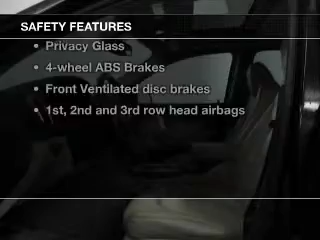 SAFETY FEATURES
• Privacy Glass
• 4-wheel ABS Brakes
• Front Ventilated disc brakes
• 1st, 2nd and 3rd row head airbags